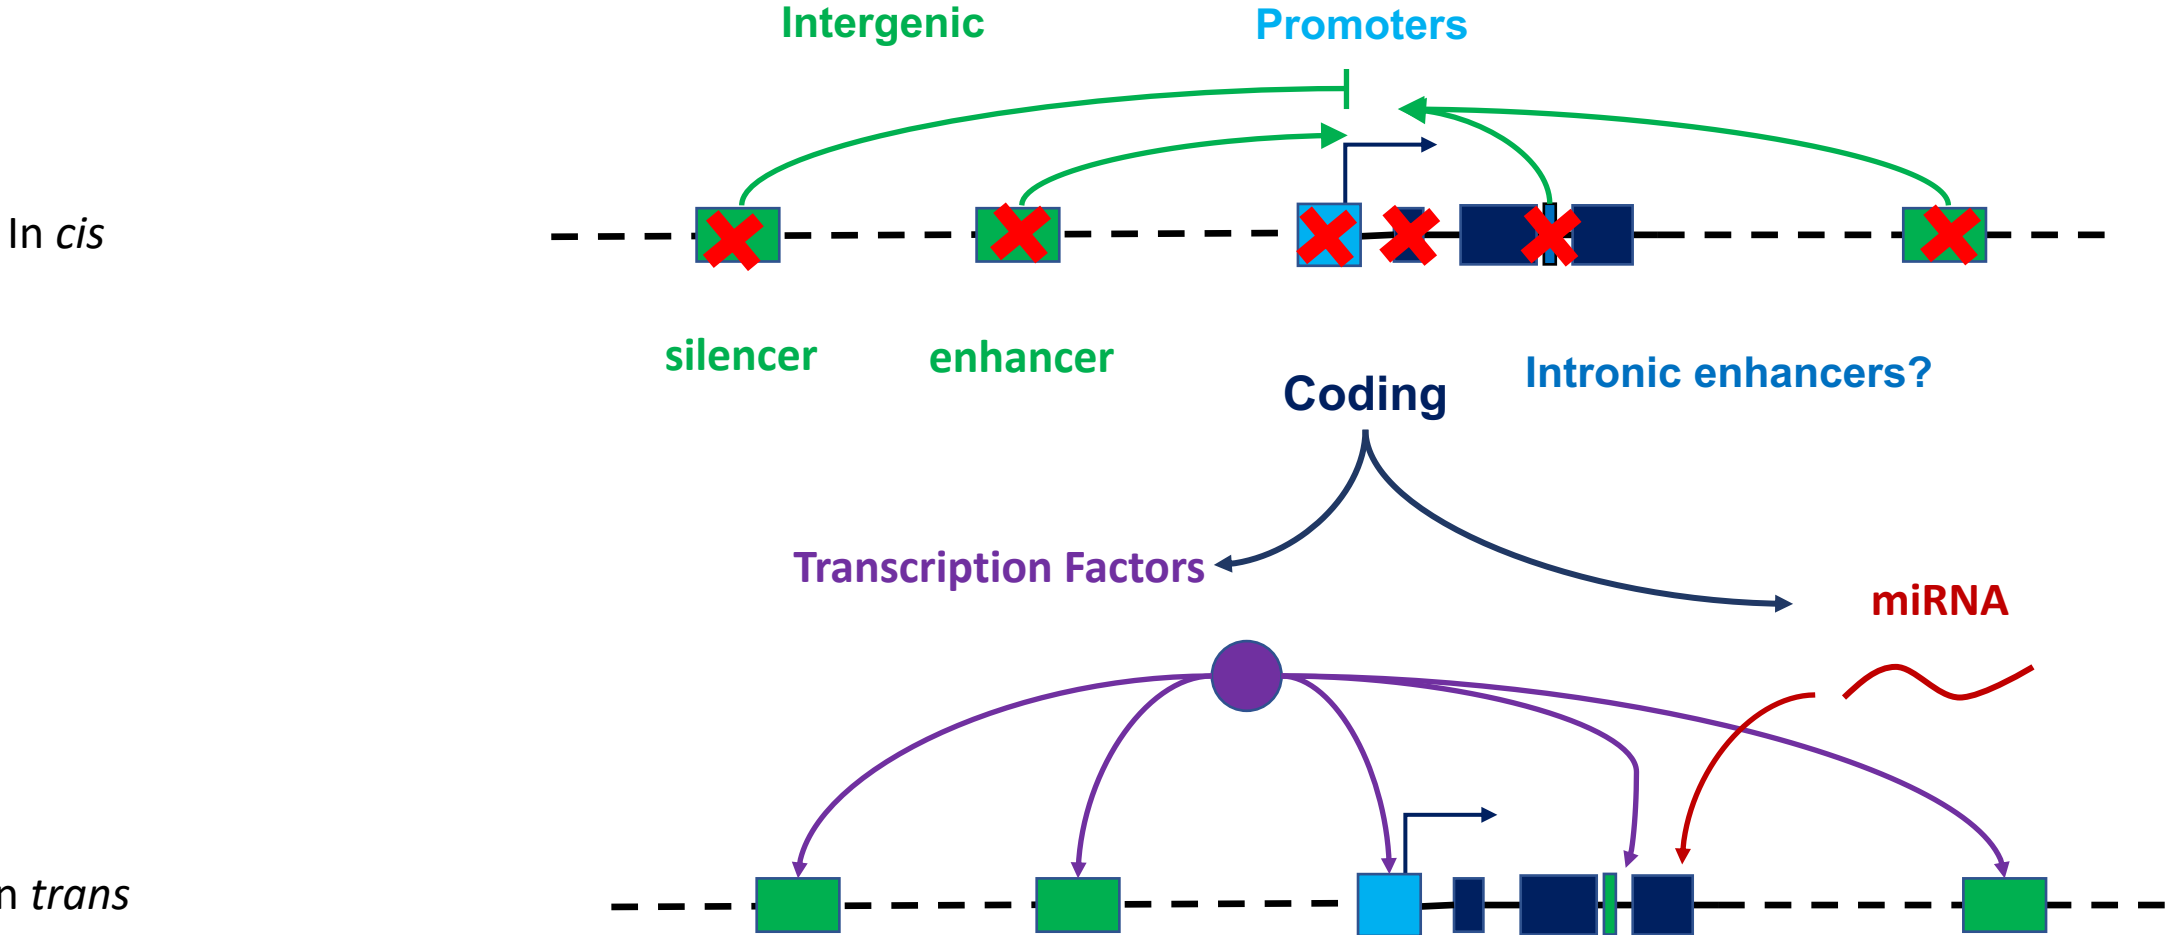 Intergenic
Promoters
In cis
silencer
enhancer
Intronic enhancers?
Coding
Transcription Factors
miRNA
n trans